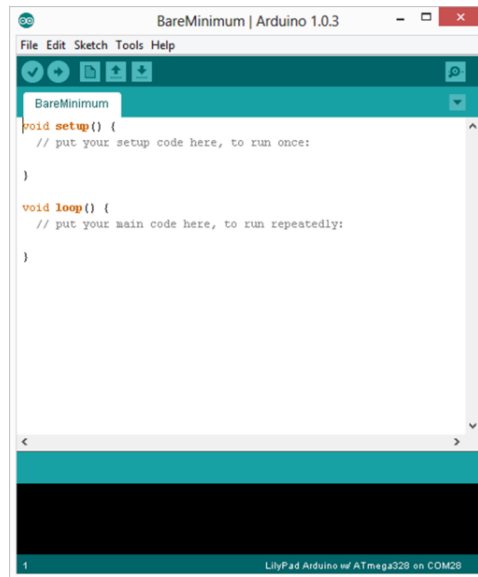 BareMinimum | Arduino 1.0.3
File Edit Sketch Tools Help
BareMinimum
void setup() {
  // put your setup code here, to run once:

}

void loop() {
  // put your main code here, to run repeatedly:

}
1
LilyPad Arduino w/ ATmega328 on COM28